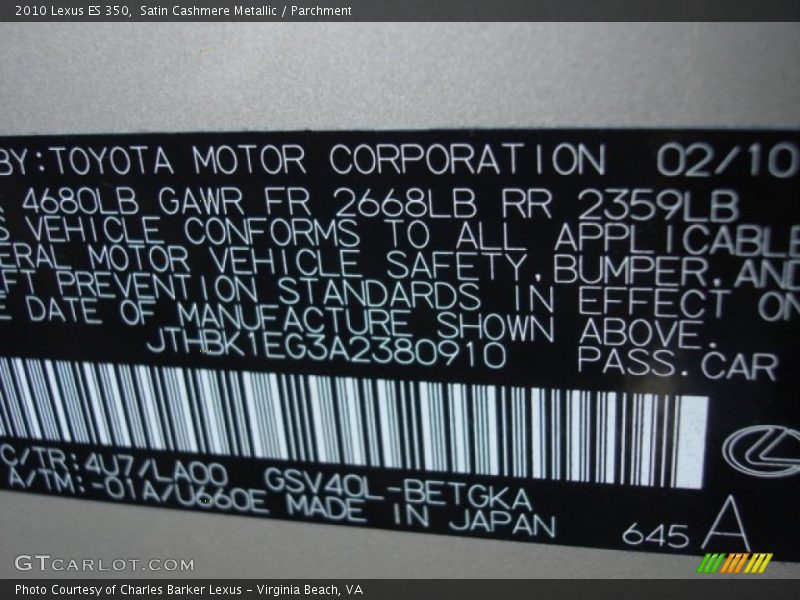 2010 Lexus ES 350,  Satin Cashmere Metallic / Parchment
BY:TOYOTA MOTOR CORPORATION 02/10
4680LB GAWR FR 2668LB RR 2359LB
VEHICLE CONFORMS TO ALL APPLICABLE
MOTOR VEHICLE SAFETY,BUMPER,AND
PREVENTION STANDARDS IN EFFECT ON
DATE OF MANUFACTURE SHOWN ABOVE.
JTHBK1EG3A2380910 PASS.CAR
C/TR:4U7/LA00 GSV40L-BETGKA
A/TM:-01A/U660E MADE IN JAPAN
645 A
GTCARLOT.COM
Photo Courtesy of Charles Barker Lexus - Virginia Beach, VA